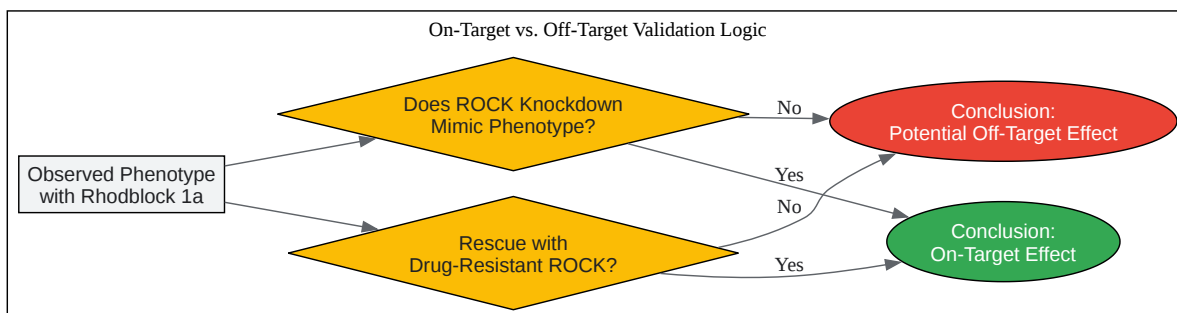 On-Target vs. Off-Target Validation Logic
Does ROCK Knockdown
Mimic Phenotype?
No
Conclusion:
Potential Off-Target Effect
Observed Phenotype
with Rhodblock 1a
Yes
No
Rescue with
Drug-Resistant ROCK?
Yes
Conclusion:
On-Target Effect